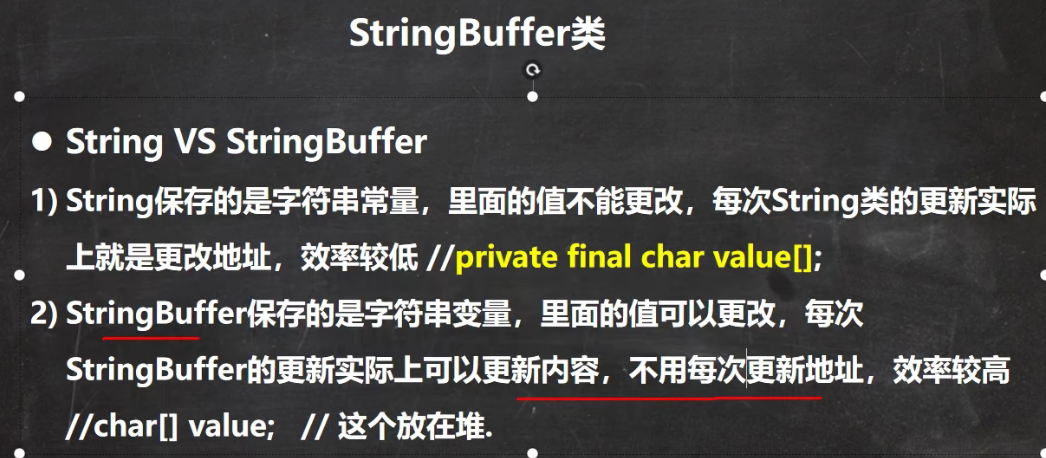 StringBuffer类
● String VS StringBuffer
1) String保存的是字符串常量，里面的值不能更改，每次String类的更新实际
上就是更改地址，效率较低 //private final char value[];
2) StringBuffer保存的是字符串变量，里面的值可以更改，每次
StringBuffer的更新实际上可以更新内容，不用每次更新地址，效率较高
//char[] value; // 这个放在堆.